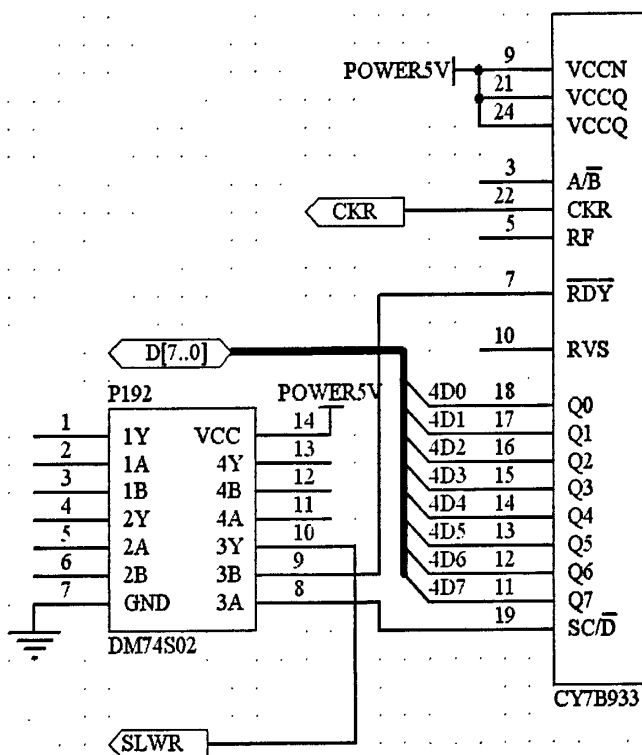 POWER5V
9 VCCN
21 VCCQ
24 VCCQ
3 A/B̅
CKR 22 CKR
5 RF
7 R̅D̅Y̅
D[7..0]
10 RVS
P192
POWER5V
4D0 18 Q0
4D1 17 Q1
4D2 16 Q2
4D3 15 Q3
4D4 14 Q4
4D5 13 Q5
4D6 12 Q6
4D7 11 Q7
19 SC/D̅
1 1Y VCC 14
2 1A 4Y 13
3 1B 4B 12
4 2Y 4A 11
5 2A 3Y 10
6 2B 3B 9
7 GND 3A 8
DM74S02
CY7B933
SLWR